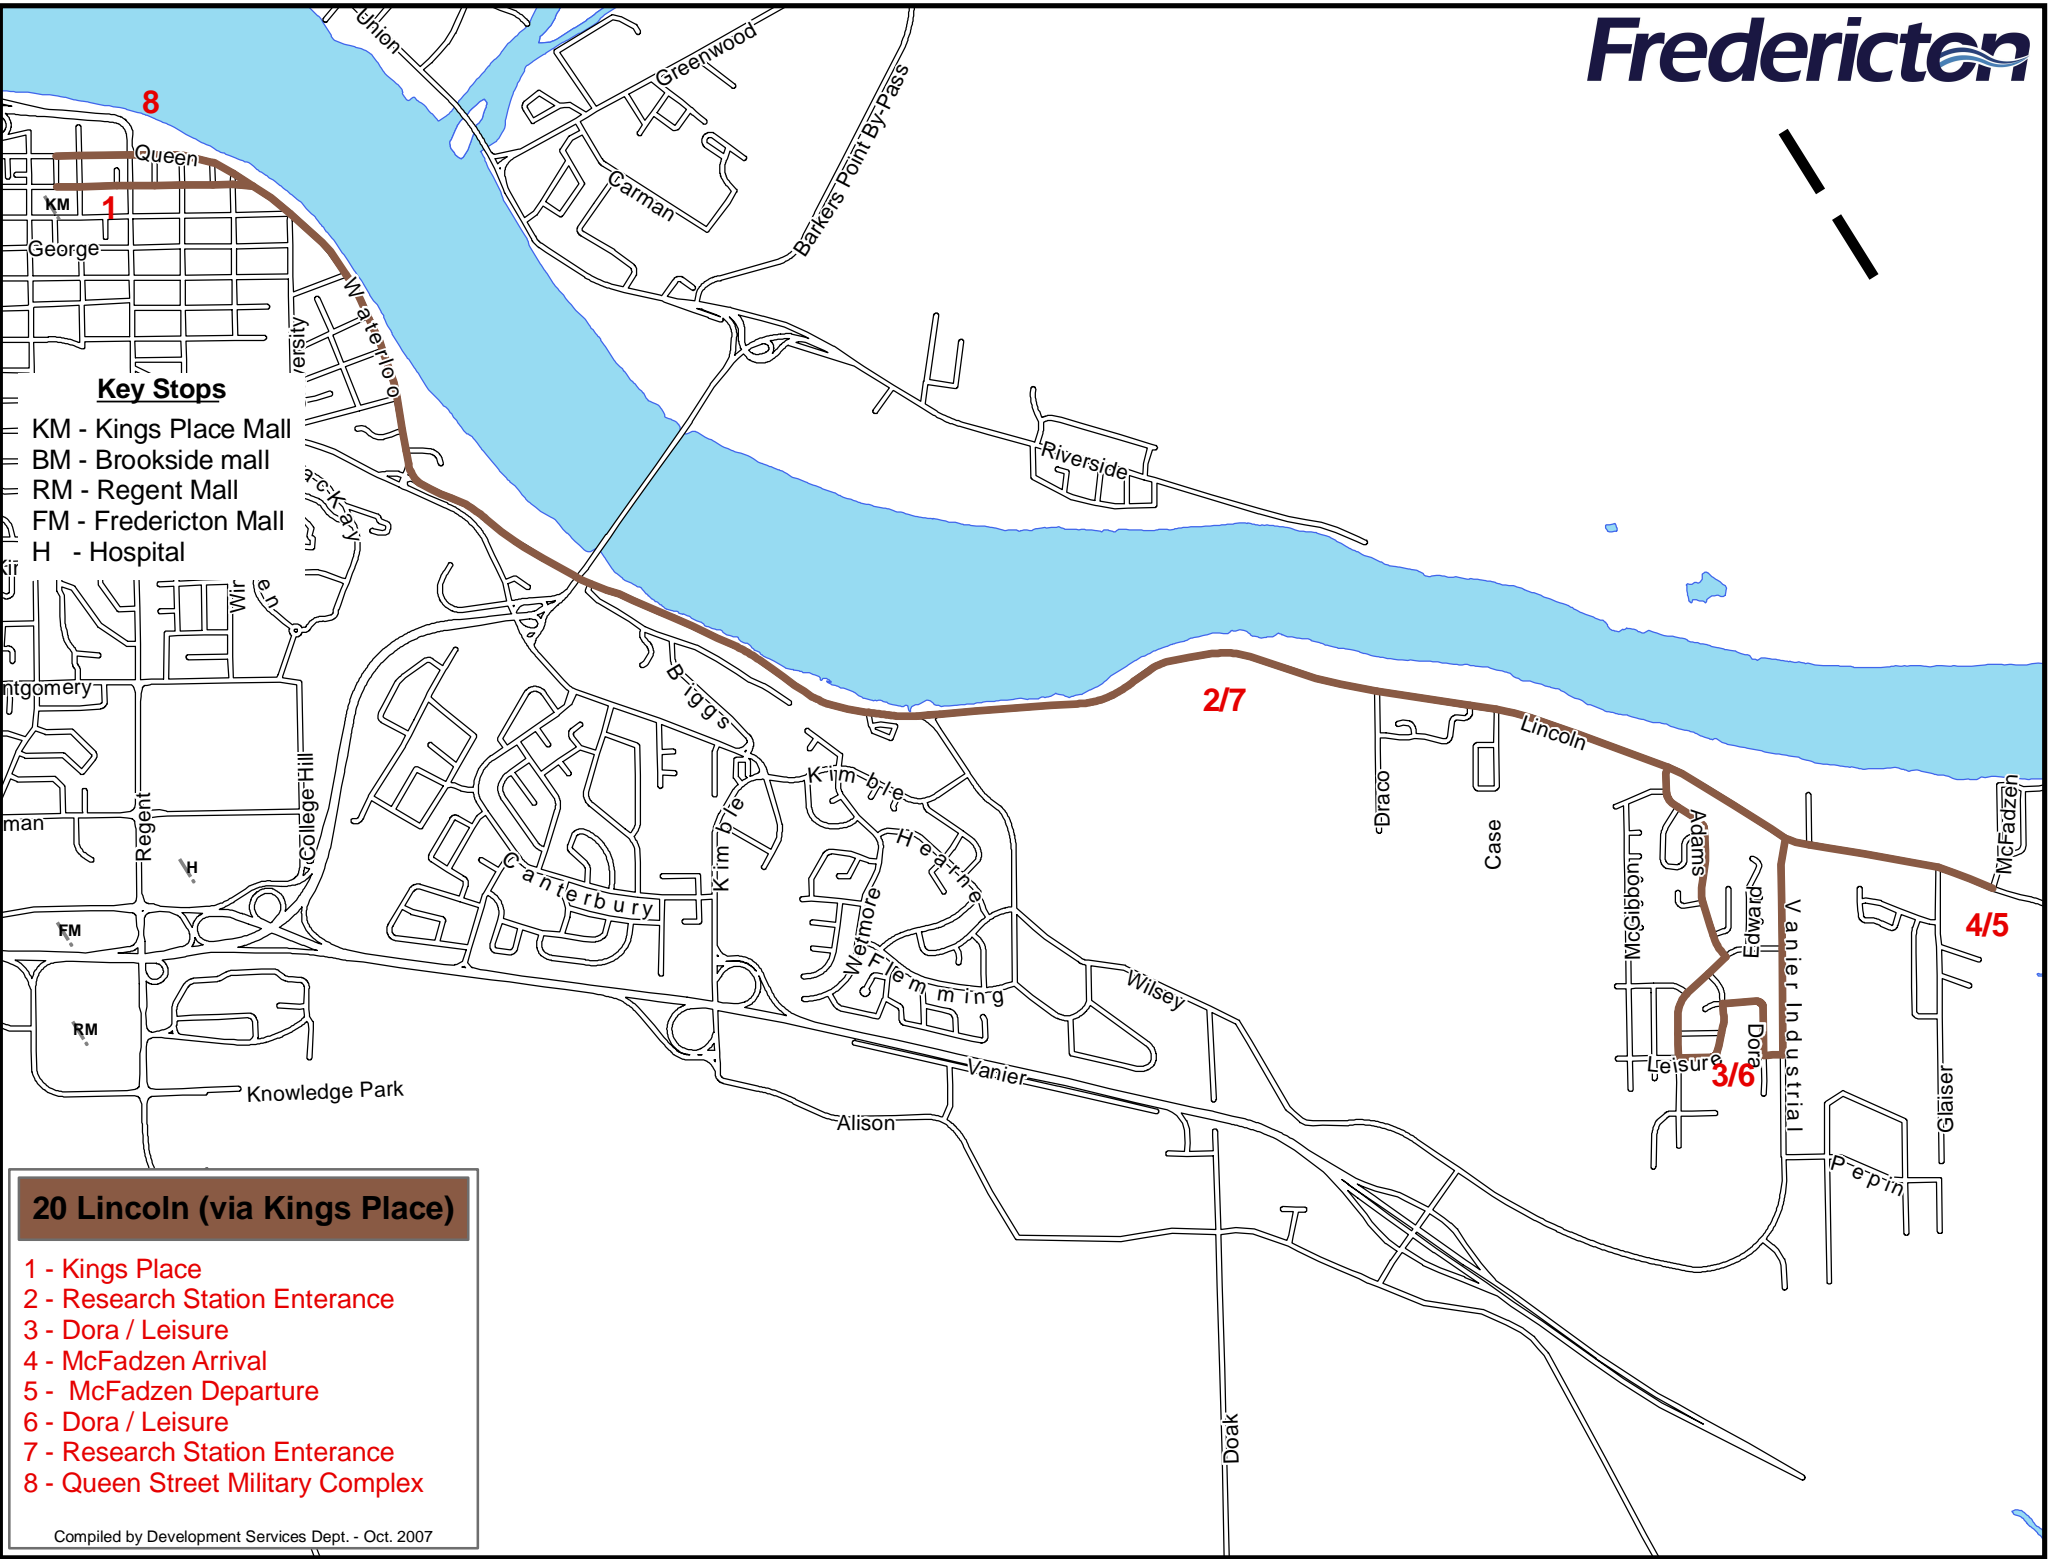 Fredericton
Union
Greenwood
Barkers Point By-Pass
Carman
8
Queen
KM
1
George
Waterloo
versity
Riverside
Key Stops
KM - Kings Place Mall
BM - Brookside mall
RM - Regent Mall
FM - Fredericton Mall
H - Hospital
ntgomery
man
Regent
College Hill
H
FM
RM
Knowledge Park
Biggs
Kimble
Kimble
Hearne
Canterbury
Wetmore
Flemming
Wilsey
Vanier
Alison
Doak
2/7
Draco
Case
Lincoln
Adams
McGibbon
Edward
Vanier Industrial
Dora
Leisure
3/6
McFadzen
4/5
Glaiser
Pepin
20 Lincoln (via Kings Place)
1 - Kings Place
2 - Research Station Enterance
3 - Dora / Leisure
4 - McFadzen Arrival
5 - McFadzen Departure
6 - Dora / Leisure
7 - Research Station Enterance
8 - Queen Street Military Complex
Compiled by Development Services Dept. - Oct. 2007